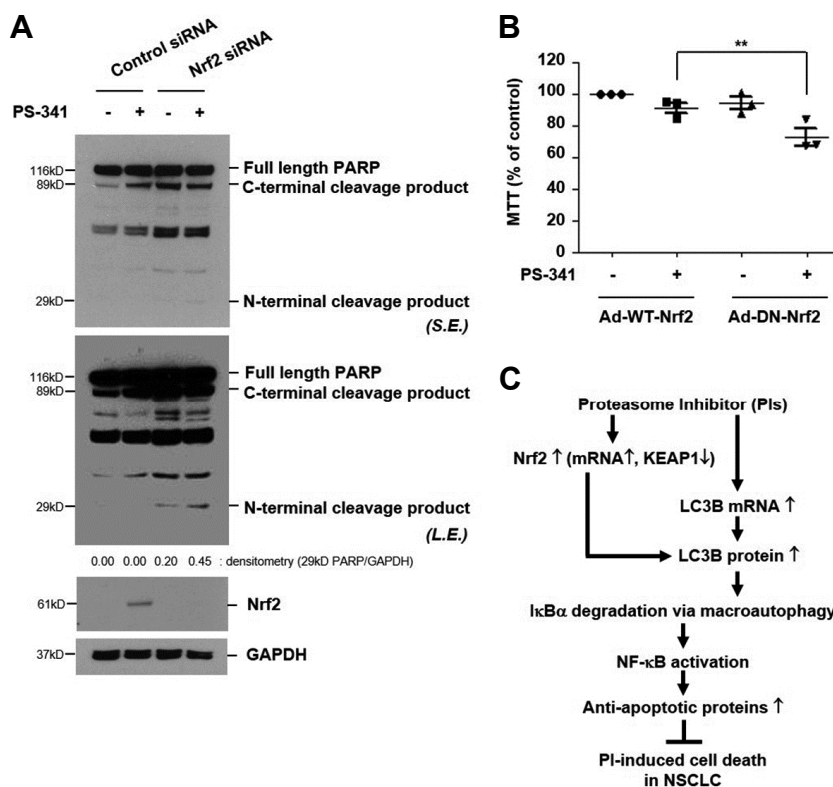 A
Control siRNA
Nrf2 siRNA
PS-341
- + - +
116kD
Full length PARP
89kD
C-terminal cleavage product
29kD
N-terminal cleavage product
(S.E.)
116kD
Full length PARP
89kD
C-terminal cleavage product
29kD
N-terminal cleavage product
(L.E.)
0.00 0.00 0.20 0.45 : densitometry (29kD PARP/GAPDH)
61kD
Nrf2
37kD
GAPDH
B
**
MTT (% of control)
120
100
80
60
40
20
0
PS-341 - + - +
Ad-WT-Nrf2 Ad-DN-Nrf2
C
Proteasome Inhibitor (PIs)
Nrf2 ↑ (mRNA↑, KEAP1↓)
LC3B mRNA ↑
LC3B protein ↑
IκBα degradation via macroautophagy
NF-κB activation
Anti-apoptotic proteins ↑
PI-induced cell death
in NSCLC